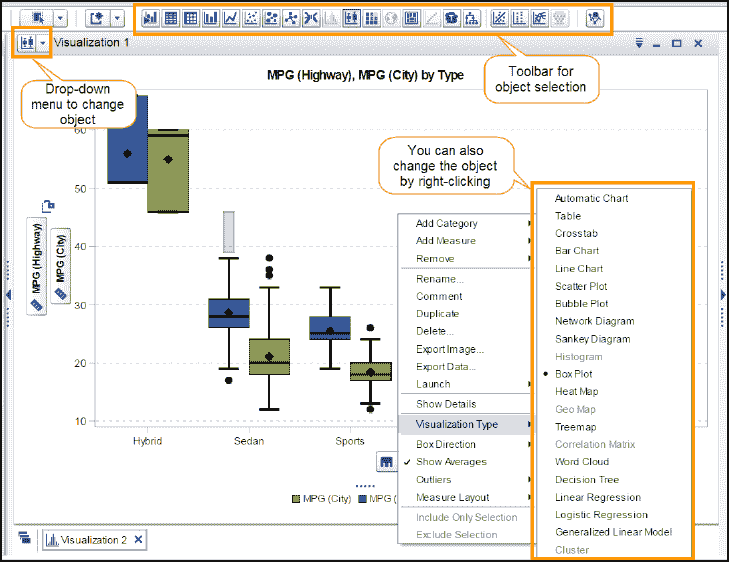 Visualization 1
Drop-down
menu to change
object
Toolbar for
object selection
MPG (Highway), MPG (City) by Type
You can also
change the object
by right-clicking
60
50
40
30
20
10
MPG (Highway)
MPG (City)
Hybrid
Sedan
Sports
MPG (City)
MPG (
Add Category
Add Measure
Remove
Rename...
Comment
Duplicate
Delete...
Export Image...
Export Data...
Launch
Show Details
Visualization Type
Box Direction
Show Averages
Outliers
Measure Layout
Include Only Selection
Exclude Selection
Automatic Chart
Table
Crosstab
Bar Chart
Line Chart
Scatter Plot
Bubble Plot
Network Diagram
Sankey Diagram
Histogram
Box Plot
Heat Map
Geo Map
Treemap
Correlation Matrix
Word Cloud
Decision Tree
Linear Regression
Logistic Regression
Generalized Linear Model
Cluster
Visualization 2